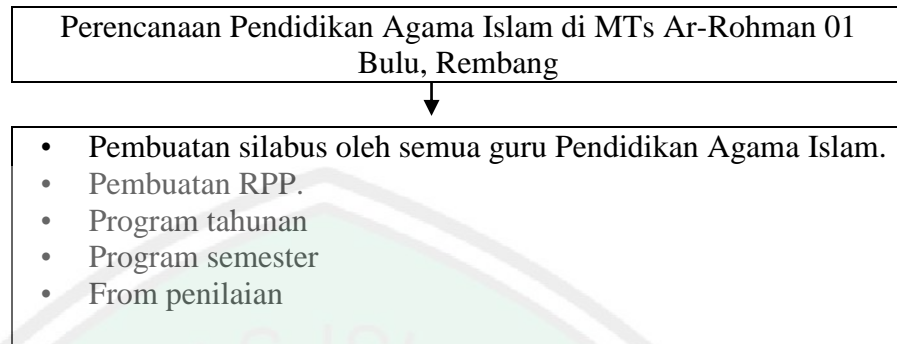 Perencanaan Pendidikan Agama Islam di MTs Ar-Rohman 01
Bulu, Rembang
• Pembuatan silabus oleh semua guru Pendidikan Agama Islam.
• Pembuatan RPP.
• Program tahunan
• Program semester
• From penilaian